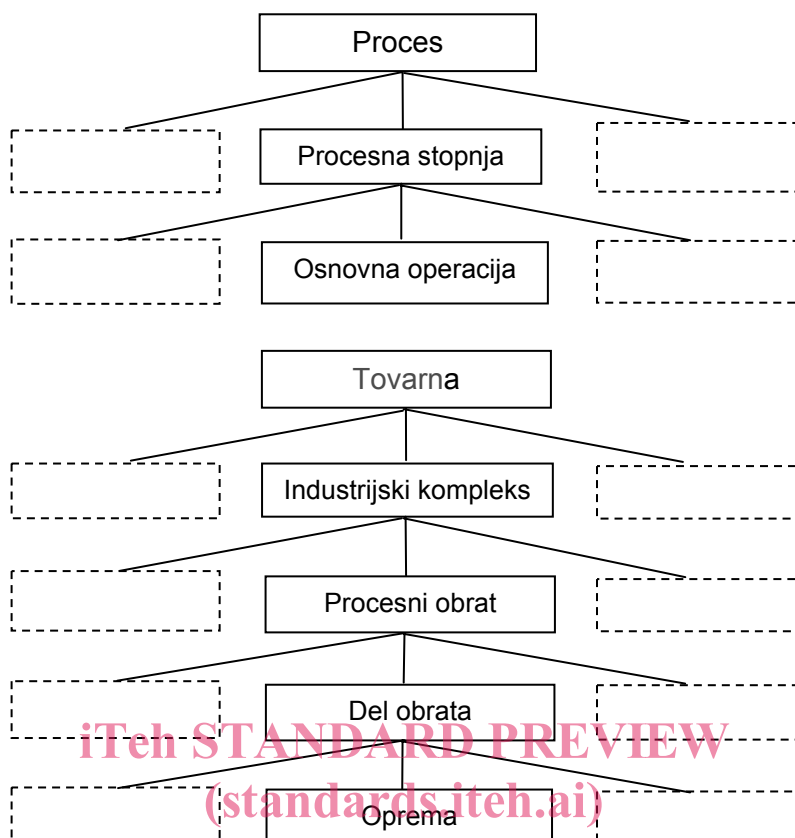 Proces
Procesna stopnja
Osnovna operacija
Tovarna
Industrijski kompleks
Procesni obrat
Del obrata
iTeh STANDARD PREVIEW
(standards.iteh.ai)
Oprema